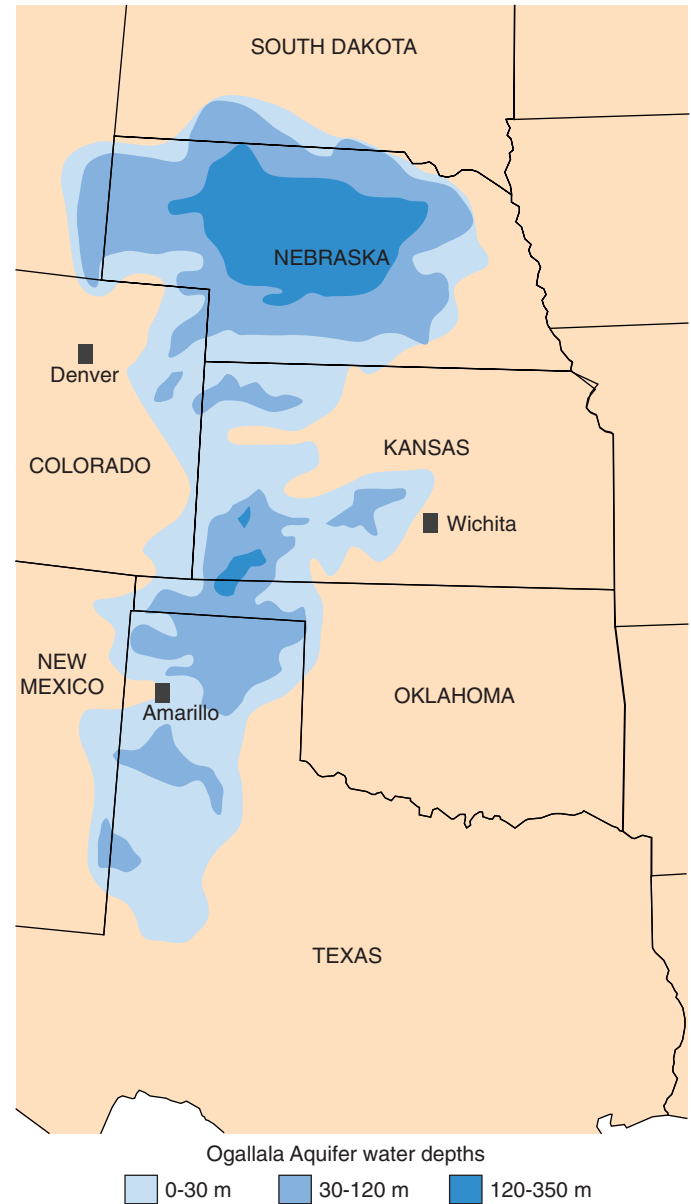 SOUTH DAKOTA
NEBRASKA
Denver
COLORADO
KANSAS
Wichita
NEW
MEXICO
Amarillo
OKLAHOMA
TEXAS
Ogallala Aquifer water depths
0-30 m 30-120 m 120-350 m